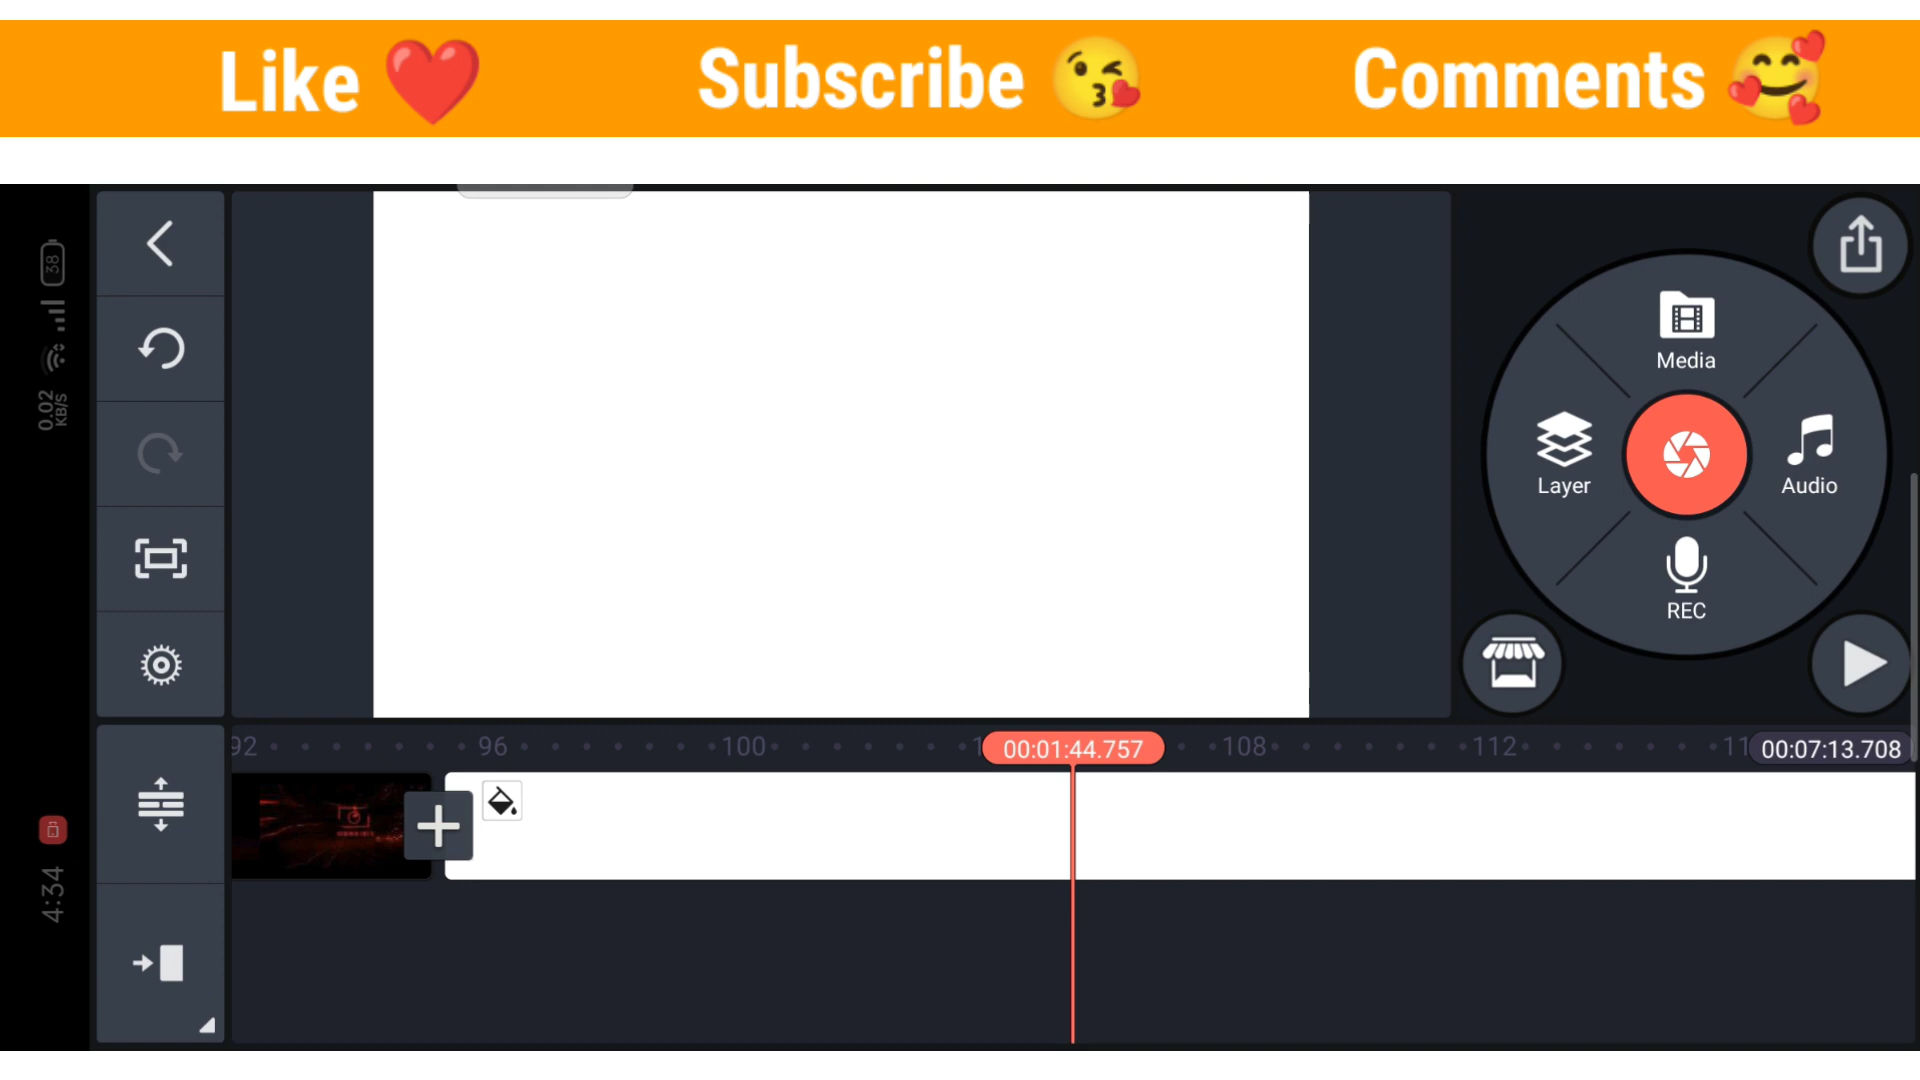 Like ❤️ Subscribe 😘 Comments 🥰
38
0.02 KB/S
4:34
Media
Layer
Audio
REC
92 96 100 00:01:44.757 108 112 11 00:07:13.708